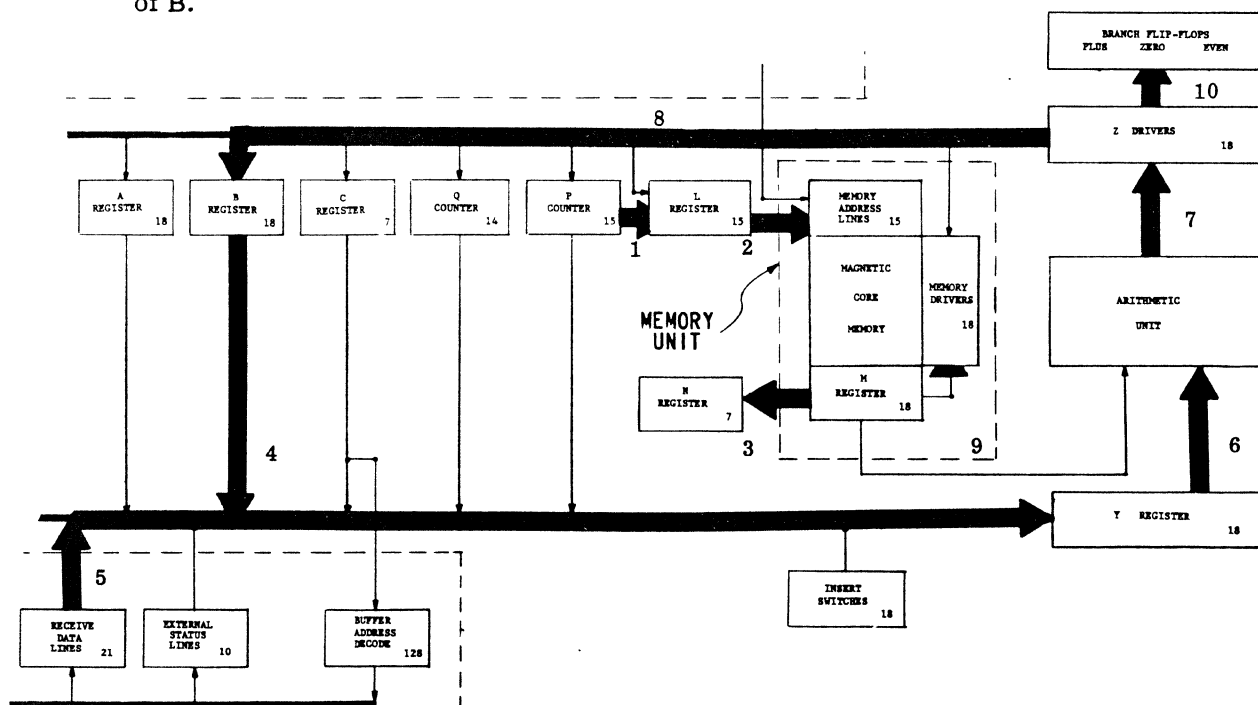 of B.
BRANCH FLIP-FLOPS
PLUS ZERO EVEN
10
8
Z DRIVERS
18
A
REGISTER
18
B
REGISTER
18
C
REGISTER
7
Q
COUNTER
14
P
COUNTER
15
L
REGISTER
15
MEMORY
ADDRESS
LINES
15
1
2
7
MAGNETIC
CORE
MEMORY
MEMORY
DRIVERS
18
ARITHMETIC
UNIT
MEMORY
UNIT
M
REGISTER
18
N
REGISTER
7
3
9
4
6
Y REGISTER
18
5
INSERT
SWITCHES
18
RECEIVE
DATA
LINES
21
EXTERNAL
STATUS
LINES
10
BUFFER
ADDRESS
DECODE
128